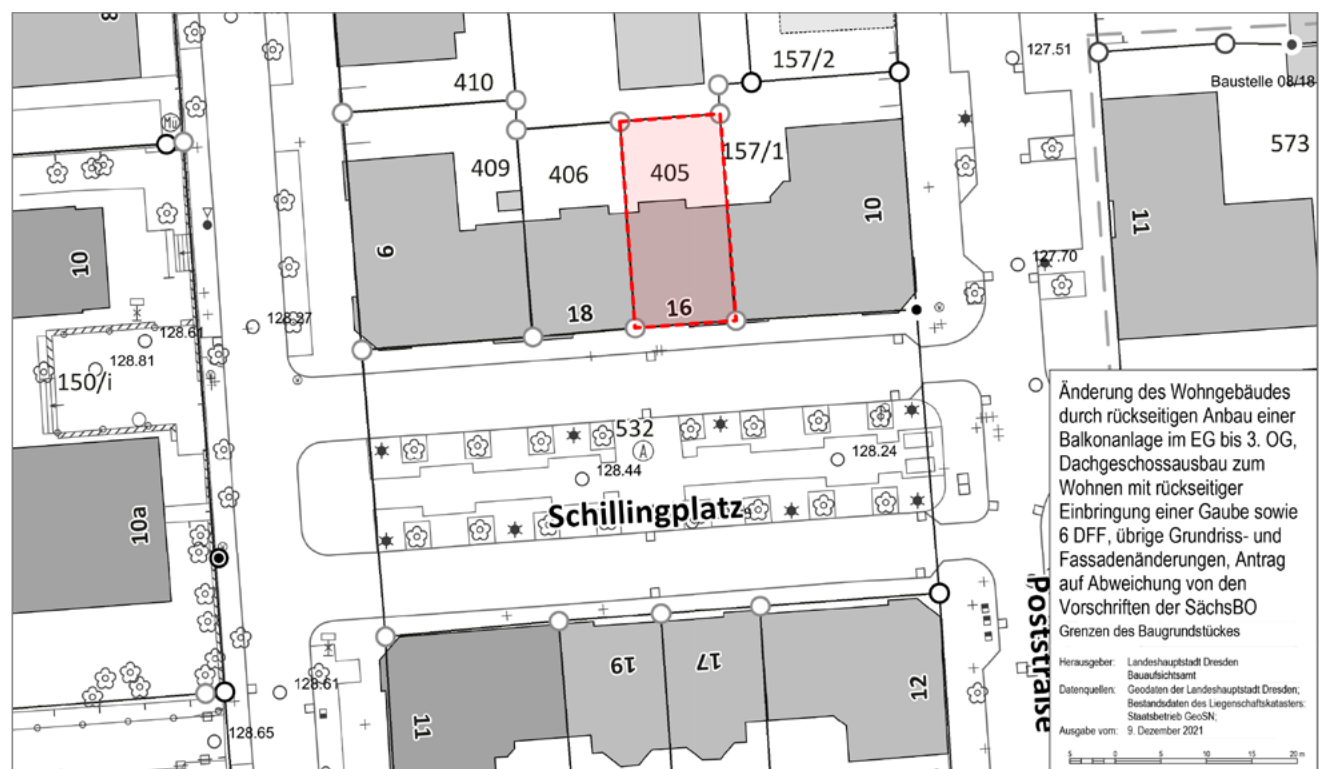 8
410
157/2
127.51
Baustelle 08/18
573
Mü
409
406
405
157/1
10
9
10
11
127.70
128.27
18
16
128.61
128.81
150/i
532
A
128.44
128.24
Schillingplatz
10a
Poststraße
19
17
12
11
128.61
128.65
Änderung des Wohngebäudes
durch rückseitigen Anbau einer
Balkonanlage im EG bis 3. OG,
Dachgeschossausbau zum
Wohnen mit rückseitiger
Einbringung einer Gaube sowie
6 DFF, übrige Grundriss- und
Fassadenänderungen, Antrag
auf Abweichung von den
Vorschriften der SächsBO
Grenzen des Baugrundstückes
Herausgeber: Landeshauptstadt Dresden
Bauaufsichtsamt
Datenquellen: Geodaten der Landeshauptstadt Dresden;
Bestandsdaten des Liegenschaftskatasters:
Staatsbetrieb GeoSN;
Ausgabe vom: 9. Dezember 2021
5 0 5 10 15 20 m